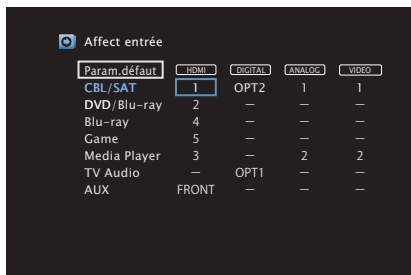 Affect entrée
Param.défaut HDMI DIGITAL ANALOG VIDEO
CBL/SAT 1 OPT2 1 1
DVD/Blu-ray 2 — — —
Blu-ray 4 — — —
Game 5 — — —
Media Player 3 — 2 2
TV Audio — OPT1 — —
AUX FRONT — — —